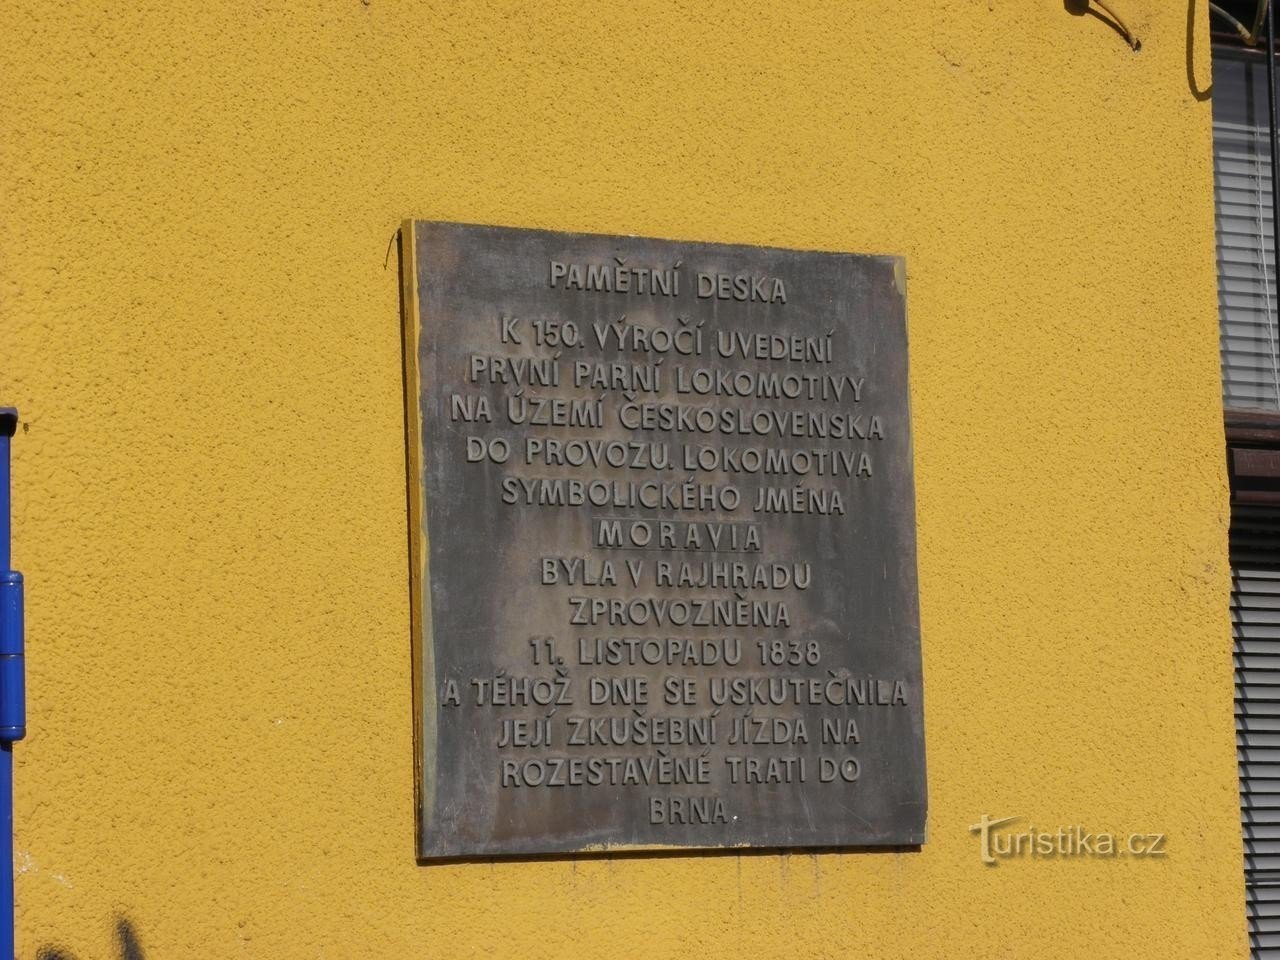 PAMĚTNÍ DESKA
K 150. VÝROČÍ UVEDENÍ
PRVNÍ PARNÍ LOKOMOTIVY
NA ÚZEMÍ ČESKOSLOVENSKA
DO PROVOZU. LOKOMOTIVA
SYMBOLICKÉHO JMÉNA
MORAVIA
BYLA V RAJHRADU
ZPROVOZNĚNA
11. LISTOPADU 1838
A TÉHOŽ DNE SE USKUTEČNILA
JEJÍ ZKUŠEBNÍ JÍZDA NA
ROZESTAVĚNÉ TRATI DO
BRNA.
Turistika.cz